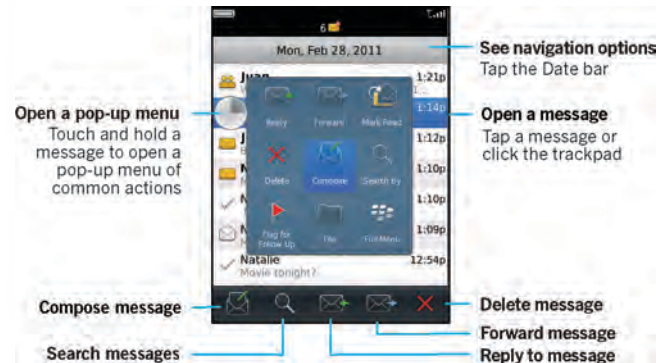 6
Mon, Feb 28, 2011
See navigation options
Tap the Date bar
Juan
1:21p
Open a pop-up menu
Touch and hold a
message to open a
pop-up menu of
common actions
Reply
Forward
Mark Read
1:14p
Open a message
Tap a message or
click the trackpad
J
1:12p
Delete
Compose
Search By
N
1:10p
N
1:10p
Flag for
Follow Up
File
Full Menu
N
1:09p
Natalie
12:54p
Movie tonight?
Compose message
Delete message
Forward message
Search messages
Reply to message